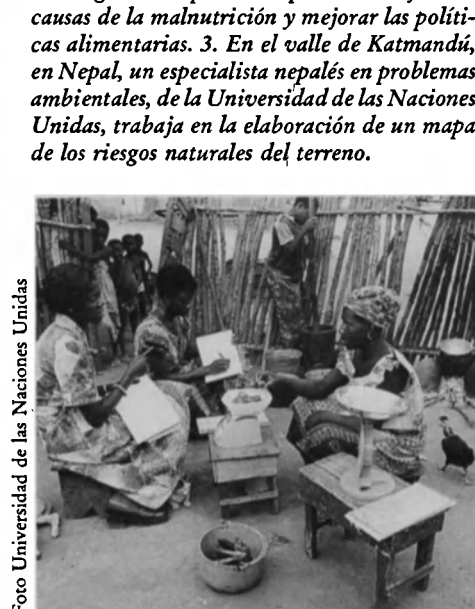 causas de la malnutrición y mejorar las políti-
cas alimentarias. 3. En el valle de Katmandú,
en Nepal, un especialista nepalés en problemas
ambientales, de la Universidad de las Naciones
Unidas, trabaja en la elaboración de un mapa
de los riesgos naturales del terreno.
Foto Universidad de las Naciones Unidas